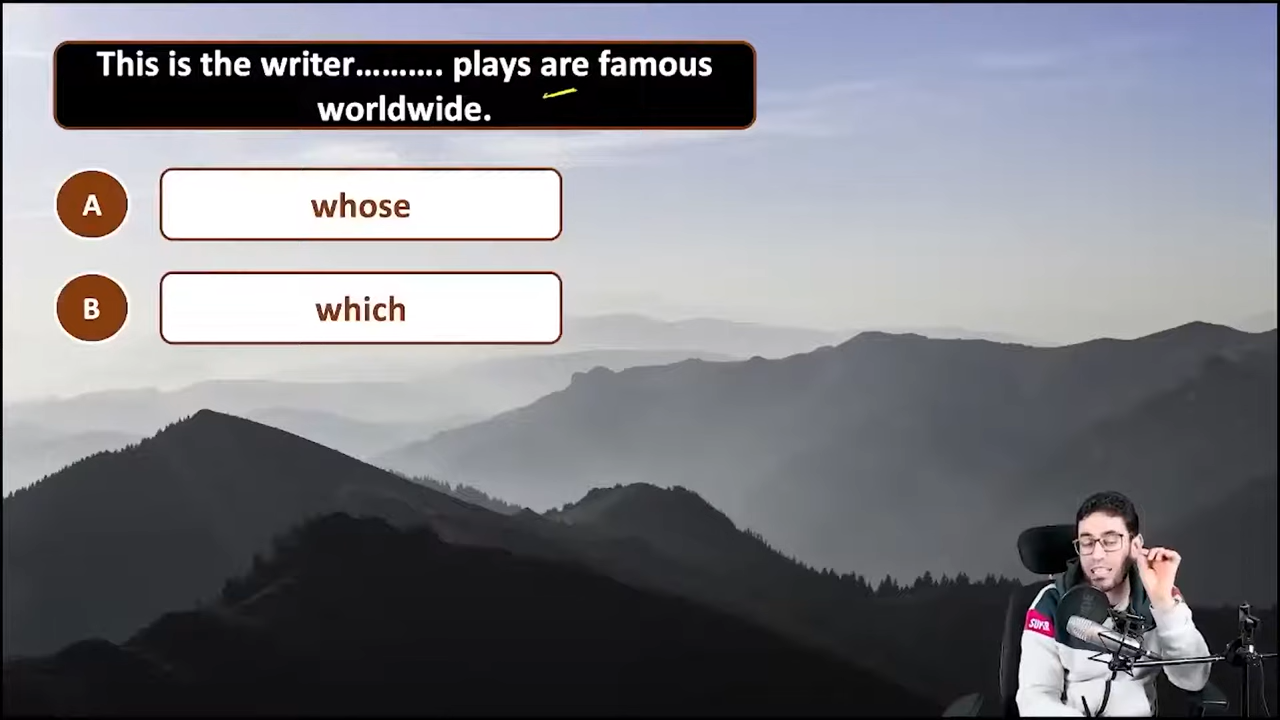 This is the writer.......... plays are famous
worldwide.
A
whose
B
which